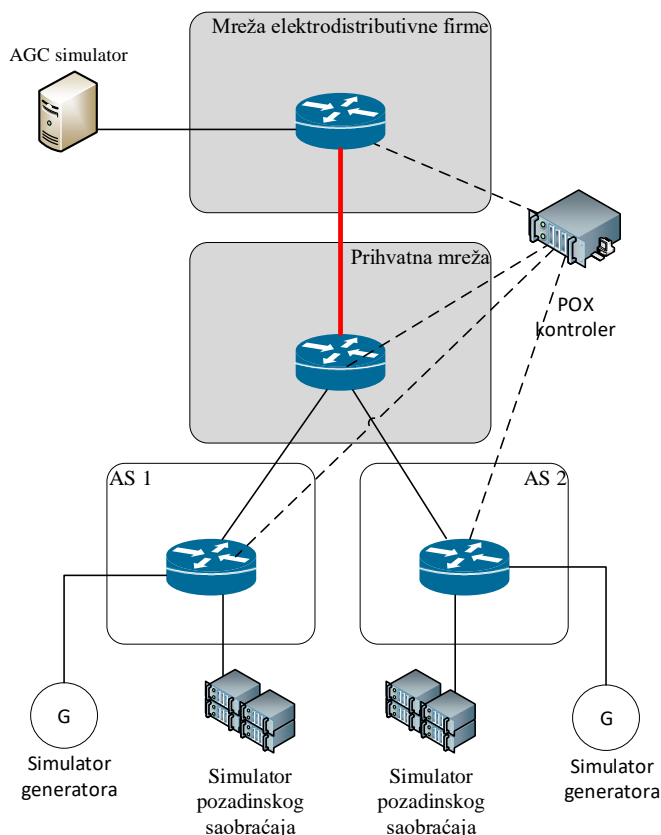 Mreža elektrodistributivne firme
AGC simulator
Prihvatna mreža
POX
kontroler
AS 1
AS 2
G
G
Simulator
generatora
Simulator
pozadinskog
saobraćaja
Simulator
pozadinskog
saobraćaja
Simulator
generatora